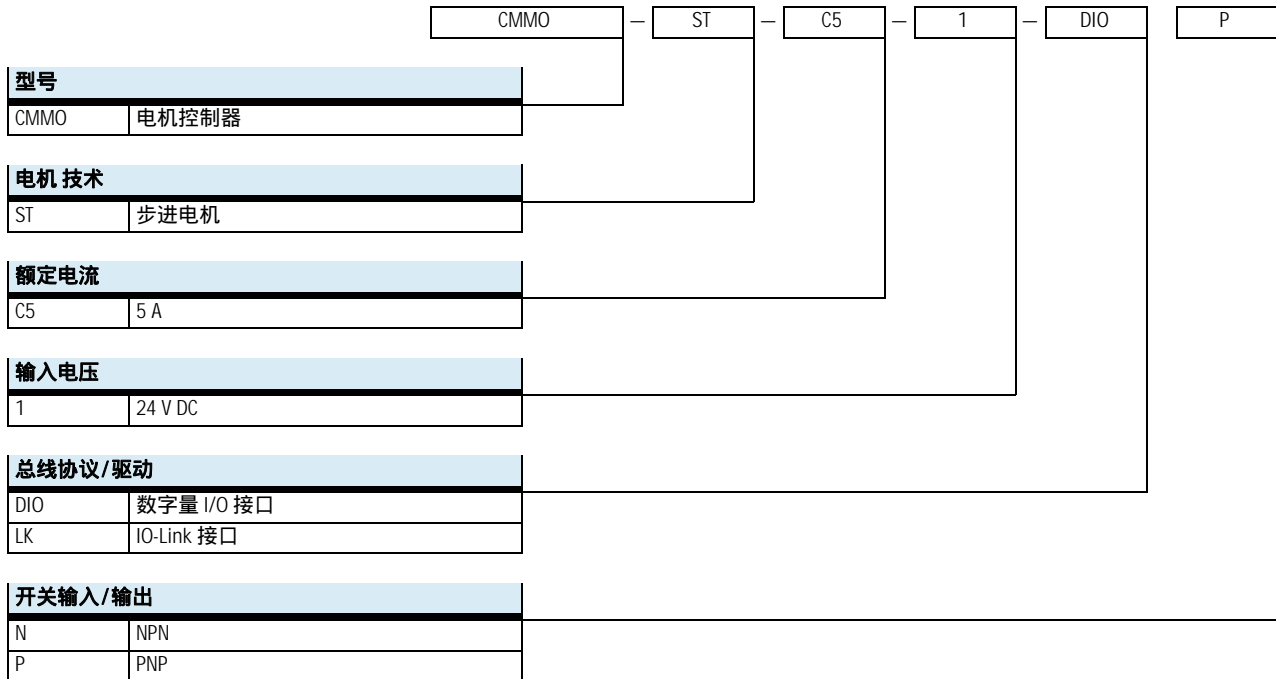 CMMO — ST — C5 — 1 — DIO P
型号
CMMO 电机控制器
电机 技术
ST 步进电机
额定电流
C5 5 A
输入电压
1 24 V DC
总线协议/驱动
DIO 数字量 I/O 接口
LK IO-Link 接口
开关输入/输出
N NPN
P PNP